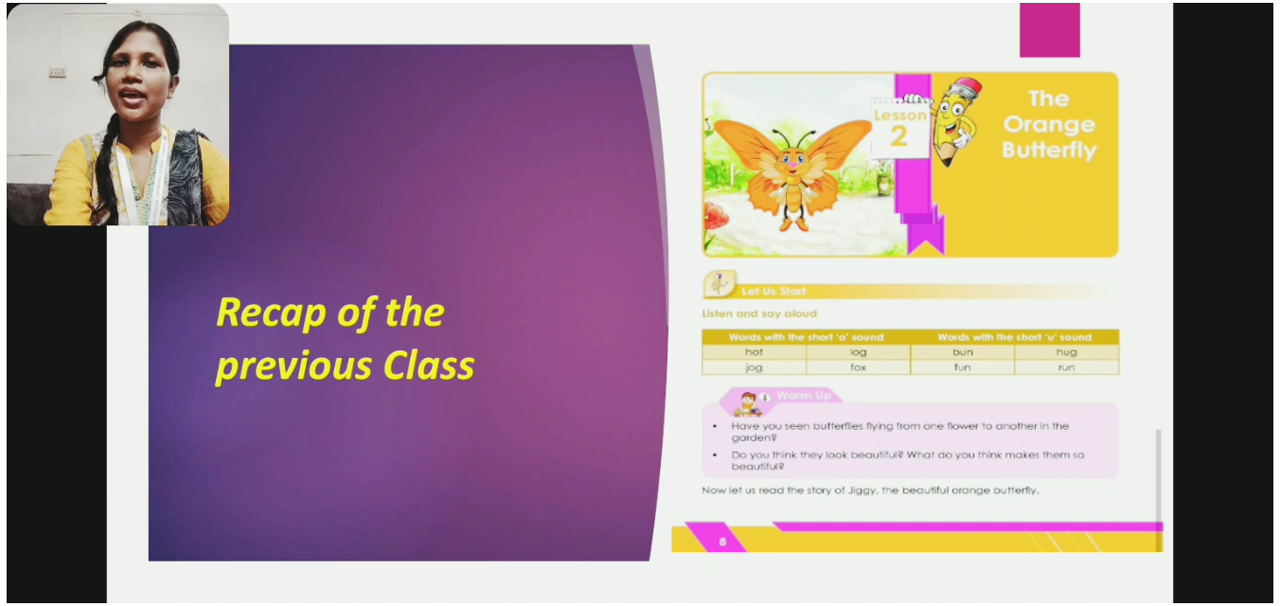 Recap of the
previous Class
Lesson
2
The
Orange
Butterfly
Let Us Start
Listen and say aloud
Words with the short 'o' sound Words with the short 'u' sound
hot log bun hug
jog fox fun run
Warm Up
• Have you seen butterflies flying from one flower to another in the
garden?
• Do you think they look beautiful? What do you think makes them so
beautiful?
Now let us read the story of Jiggy, the beautiful orange butterfly.
8